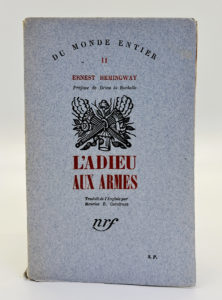 DU MONDE ENTIER
II
ERNEST HEMINGWAY
Préface de Drieu la Rochelle
L'ADIEU
AUX ARMES
Traduit de l'Anglais par
Maurice E. Coindreau
nrf
S.P.